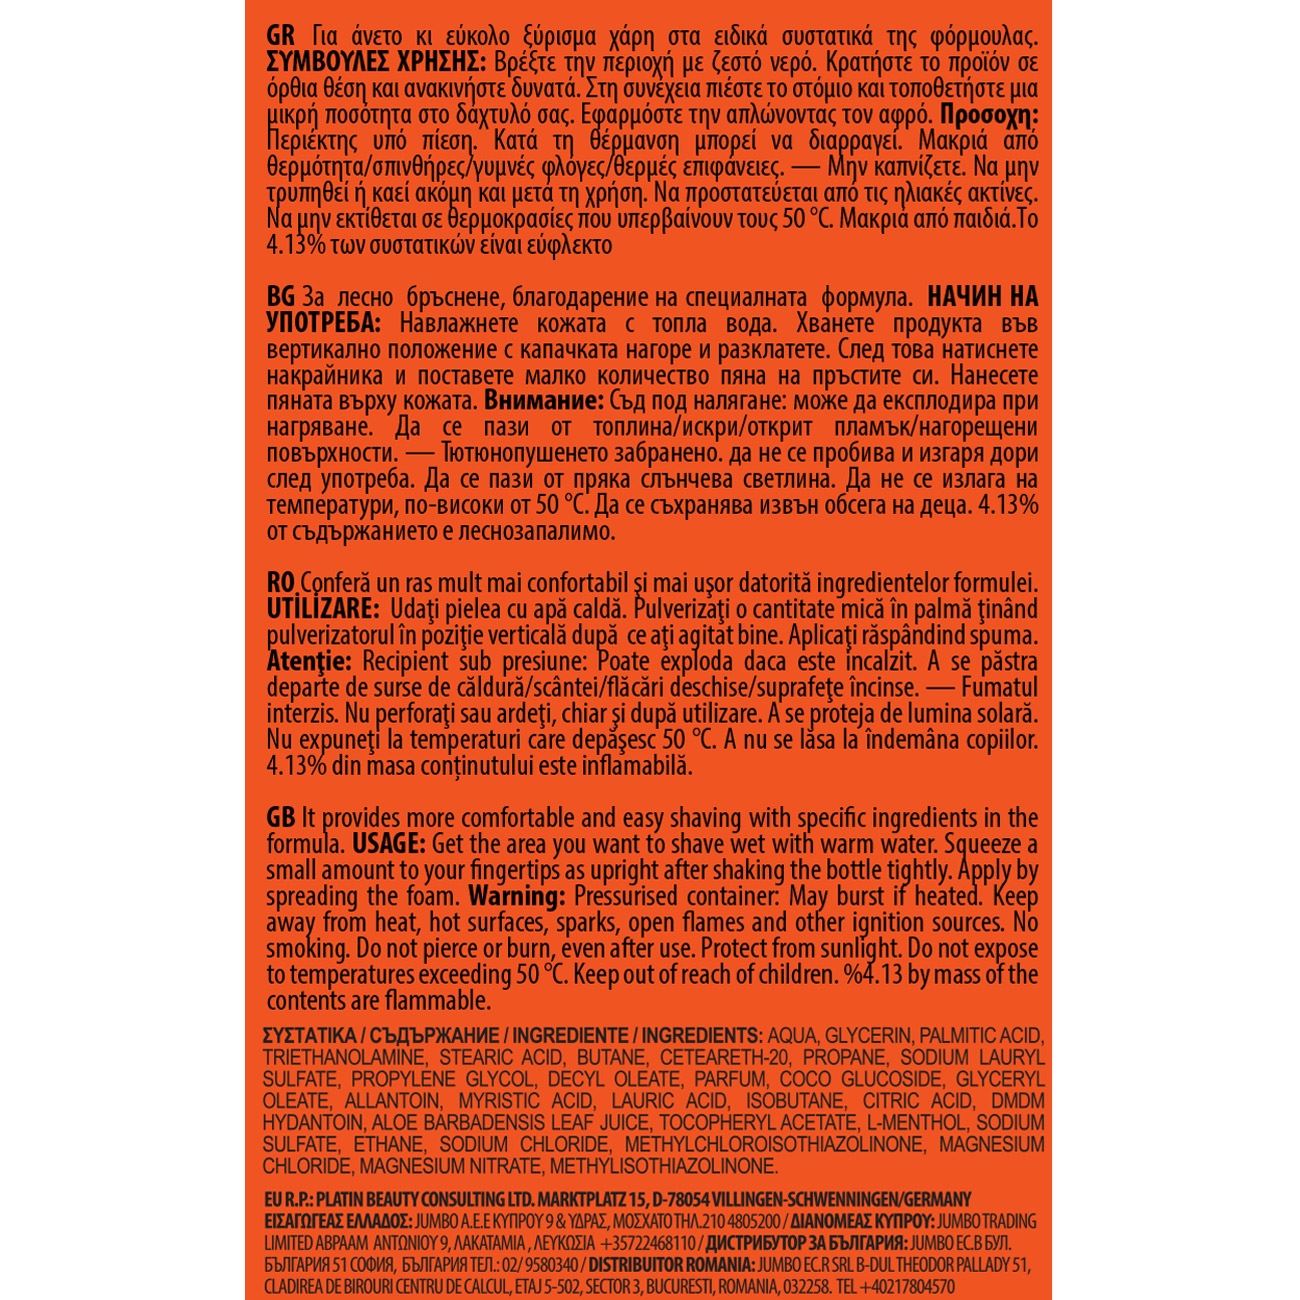 GR Για άνετο κι εύκολο ξύρισμα χάρη στα ειδικά συστατικά της φόρμουλας.
ΣΥΜΒΟΥΛΕΣ ΧΡΗΣΗΣ: Βρέξτε την περιοχή με ζεστό νερό. Κρατήστε το προϊόν σε
όρθια θέση και ανακινήστε δυνατά. Στη συνέχεια πιέστε το στόμιο και τοποθετήστε μια
μικρή ποσότητα στο δάχτυλό σας. Εφαρμόστε την απλώνοντας τον αφρό. Προσοχη:
Περιέκτης υπό πίεση. Κατά τη θέρμανση μπορεί να διαρραγεί. Μακριά από
θερμότητα/σπινθήρες/γυμνές φλόγες/θερμές επιφάνειες. — Μην καπνίζετε. Να μην
τρυπηθεί ή καεί ακόμη και μετά τη χρήση. Να προστατεύεται από τις ηλιακές ακτίνες.
Να μην εκτίθεται σε θερμοκρασίες που υπερβαίνουν τους 50 °C. Μακριά από παιδιά.Το
4.13% των συστατικών είναι εύφλεκτο
BG За лесно бръснене, благодарение на специалната формула. НАЧИН НА
УПОТРЕБА: Навлажнете кожата с топла вода. Хванете продукта във
вертикално положение с капачката нагоре и разклатете. След това натиснете
накрайника и поставете малко количество пяна на пръстите си. Нанесете
пяната върху кожата. Внимание: Съд под налягане: може да експлодира при
нагряване. Да се пази от топлина/искри/открит пламък/нагорещени
повърхности. — Тютюнопушенето забранено. да не се пробива и изгаря дори
след употреба. Да се пази от пряка слънчева светлина. Да не се излага на
температури, по-високи от 50 °C. Да се съхранява извън обсега на деца. 4.13%
от съдържанието е леснозапалимо.
RO Conferă un ras mult mai confortabil şi mai uşor datorită ingredientelor formulei.
UTİLİZARE: Udaţi pielea cu apă caldă. Pulverizaţi o cantitate mică în palmă ţinând
pulverizatorul în poziţie verticală după ce aţi agitat bine. Aplicaţi răspândind spuma.
Atenţie: Recipient sub presiune: Poate exploda daca este incalzit. A se păstra
departe de surse de căldură/scântei/flăcări deschise/suprafeţe încinse. — Fumatul
interzis. Nu perforaţi sau ardeţi, chiar şi după utilizare. A se proteja de lumina solară.
Nu expuneţi la temperaturi care depăşesc 50 °C. A nu se lăsa la îndemâna copiilor.
4.13% din masa conținutului este inflamabilă.
GB It provides more comfortable and easy shaving with specific ingredients in the
formula. USAGE: Get the area you want to shave wet with warm water. Squeeze a
small amount to your fingertips as upright after shaking the bottle tightly. Apply by
spreading the foam. Warning: Pressurised container: May burst if heated. Keep
away from heat, hot surfaces, sparks, open flames and other ignition sources. No
smoking. Do not pierce or burn, even after use. Protect from sunlight. Do not expose
to temperatures exceeding 50 °C. Keep out of reach of children. %4.13 by mass of the
contents are flammable.
ΣΥΣΤΑΤΙΚΑ / СЪДЪРЖАНИЕ / INGREDIENTE / INGREDIENTS: AQUA, GLYCERIN, PALMITIC ACID,
TRIETHANOLAMINE, STEARIC ACID, BUTANE, CETEARETH-20, PROPANE, SODIUM LAURYL
SULFATE, PROPYLENE GLYCOL, DECYL OLEATE, PARFUM, COCO GLUCOSIDE, GLYCERYL
OLEATE, ALLANTOIN, MYRISTIC ACID, LAURIC ACID, ISOBUTANE, CITRIC ACID, DMDM
HYDANTOIN, ALOE BARBADENSIS LEAF JUICE, TOCOPHERYL ACETATE, L-MENTHOL, SODIUM
SULFATE, ETHANE, SODIUM CHLORIDE, METHYLCHLOROISOTHIAZOLINONE, MAGNESIUM
CHLORIDE, MAGNESIUM NITRATE, METHYLISOTHIAZOLINONE.
EU R.P.: PLATIN BEAUTY CONSULTING LTD. MARKTPLATZ 15, D-78054 VILLINGEN-SCHWENNINGEN/GERMANY
ΕΙΣΑΓΩΓΕΑΣ ΕΛΛΑΔΟΣ: JUMBO A.E.E ΚΥΠΡΟΥ 9 & ΥΔΡΑΣ, ΜΟΣΧΑΤΟ ΤΗΛ.210 4805200 / ΔΙΑΝΟΜΕΑΣ ΚΥΠΡΟΥ: JUMBO TRADING
LIMITED ΑΒΡΑΑΜ ΑΝΤΩΝΙΟΥ 9, ΛΑΚΑΤΑΜΙΑ , ΛΕΥΚΩΣΙΑ +35722468110 / ДИСТРИБУТОР ЗА БЪЛГАРИЯ: JUMBO EC.B БУЛ.
БЪЛГАРИЯ 51 СОФИЯ, БЪЛГАРИЯ ТЕЛ.: 02/ 9580340 / DISTRIBUITOR ROMANIA: JUMBO EC.R SRL B-DUL THEODOR PALLADY 51,
CLADIREA DE BIROURI CENTRU DE CALCUL, ETAJ 5-502, SECTOR 3, BUCURESTI, ROMANIA, 032258. TEL +40217804570